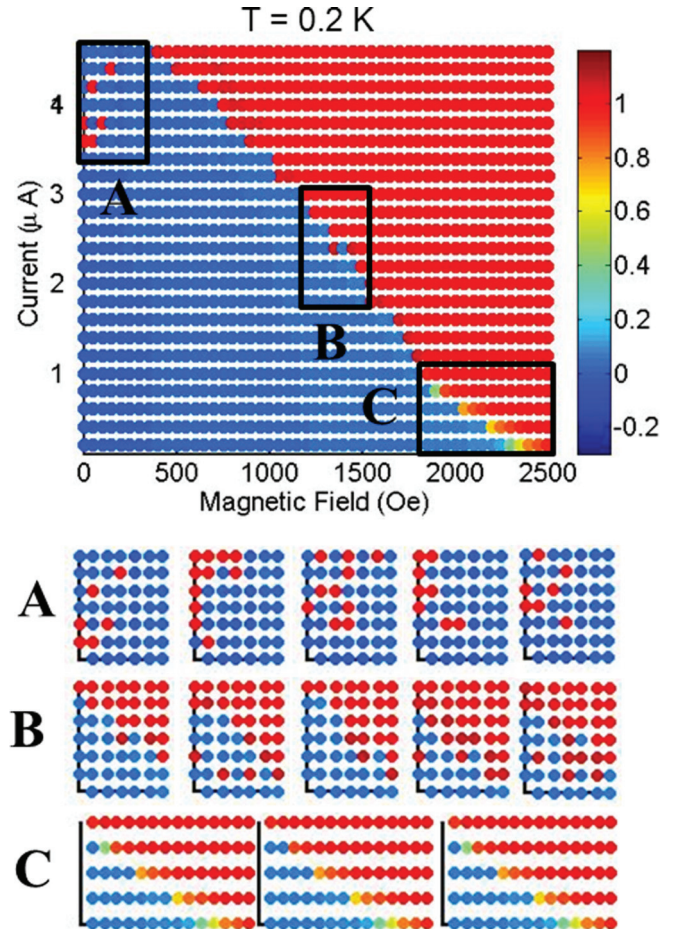 T = 0.2 K
4
3
2
1
Current (μ A)
0
500
1000
1500
2000
2500
Magnetic Field (Oe)
1
0.8
0.6
0.4
0.2
0
-0.2
A
B
C
A
B
C